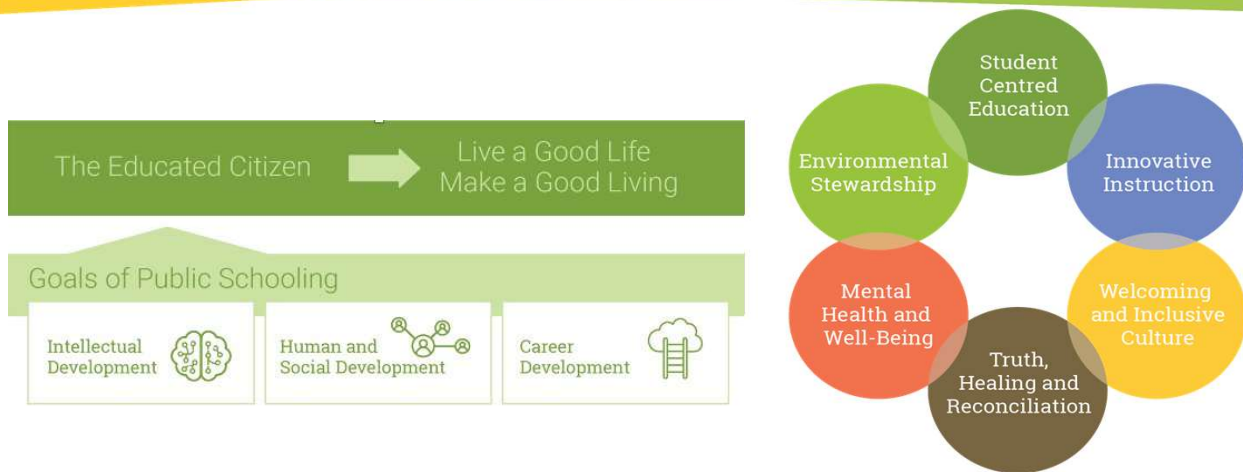 The Educated Citizen
Live a Good Life
Make a Good Living
Goals of Public Schooling
Intellectual
Development
Human and
Social Development
Career
Development
Student
Centred
Education
Environmental
Stewardship
Innovative
Instruction
Mental
Health and
Well-Being
Welcoming
and Inclusive
Culture
Truth,
Healing and
Reconciliation